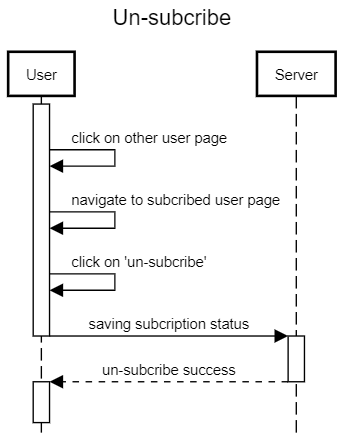 Un-subcribe
User
Server
click on other user page
navigate to subcribed user page
click on 'un-subcribe'
saving subcription status
un-subcribe success